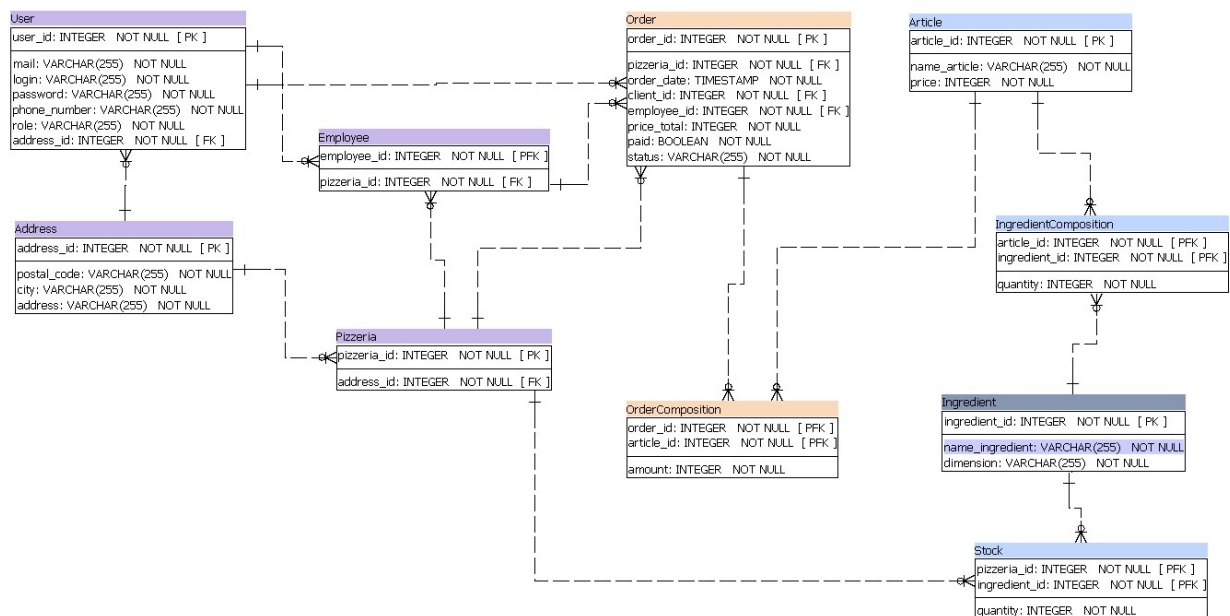 User
user_id: INTEGER NOT NULL [ PK ]
mail: VARCHAR(255) NOT NULL
login: VARCHAR(255) NOT NULL
password: VARCHAR(255) NOT NULL
phone_number: VARCHAR(255) NOT NULL
role: VARCHAR(255) NOT NULL
address_id: INTEGER NOT NULL [ FK ]
Order
order_id: INTEGER NOT NULL [ PK ]
pizzeria_id: INTEGER NOT NULL [ FK ]
order_date: TIMESTAMP NOT NULL
client_id: INTEGER NOT NULL [ FK ]
employee_id: INTEGER NOT NULL [ FK ]
price_total: INTEGER NOT NULL
paid: BOOLEAN NOT NULL
status: VARCHAR(255) NOT NULL
Article
article_id: INTEGER NOT NULL [ PK ]
name_article: VARCHAR(255) NOT NULL
price: INTEGER NOT NULL
Employee
employee_id: INTEGER NOT NULL [ PFK ]
pizzeria_id: INTEGER NOT NULL [ FK ]
Address
address_id: INTEGER NOT NULL [ PK ]
postal_code: VARCHAR(255) NOT NULL
city: VARCHAR(255) NOT NULL
address: VARCHAR(255) NOT NULL
IngredientComposition
article_id: INTEGER NOT NULL [ PFK ]
ingredient_id: INTEGER NOT NULL [ PFK ]
quantity: INTEGER NOT NULL
Pizzeria
pizzeria_id: INTEGER NOT NULL [ PK ]
address_id: INTEGER NOT NULL [ FK ]
OrderComposition
order_id: INTEGER NOT NULL [ PFK ]
article_id: INTEGER NOT NULL [ PFK ]
amount: INTEGER NOT NULL
Ingredient
ingredient_id: INTEGER NOT NULL [ PK ]
name_ingredient: VARCHAR(255) NOT NULL
dimension: VARCHAR(255) NOT NULL
Stock
pizzeria_id: INTEGER NOT NULL [ PFK ]
ingredient_id: INTEGER NOT NULL [ PFK ]
quantity: INTEGER NOT NULL